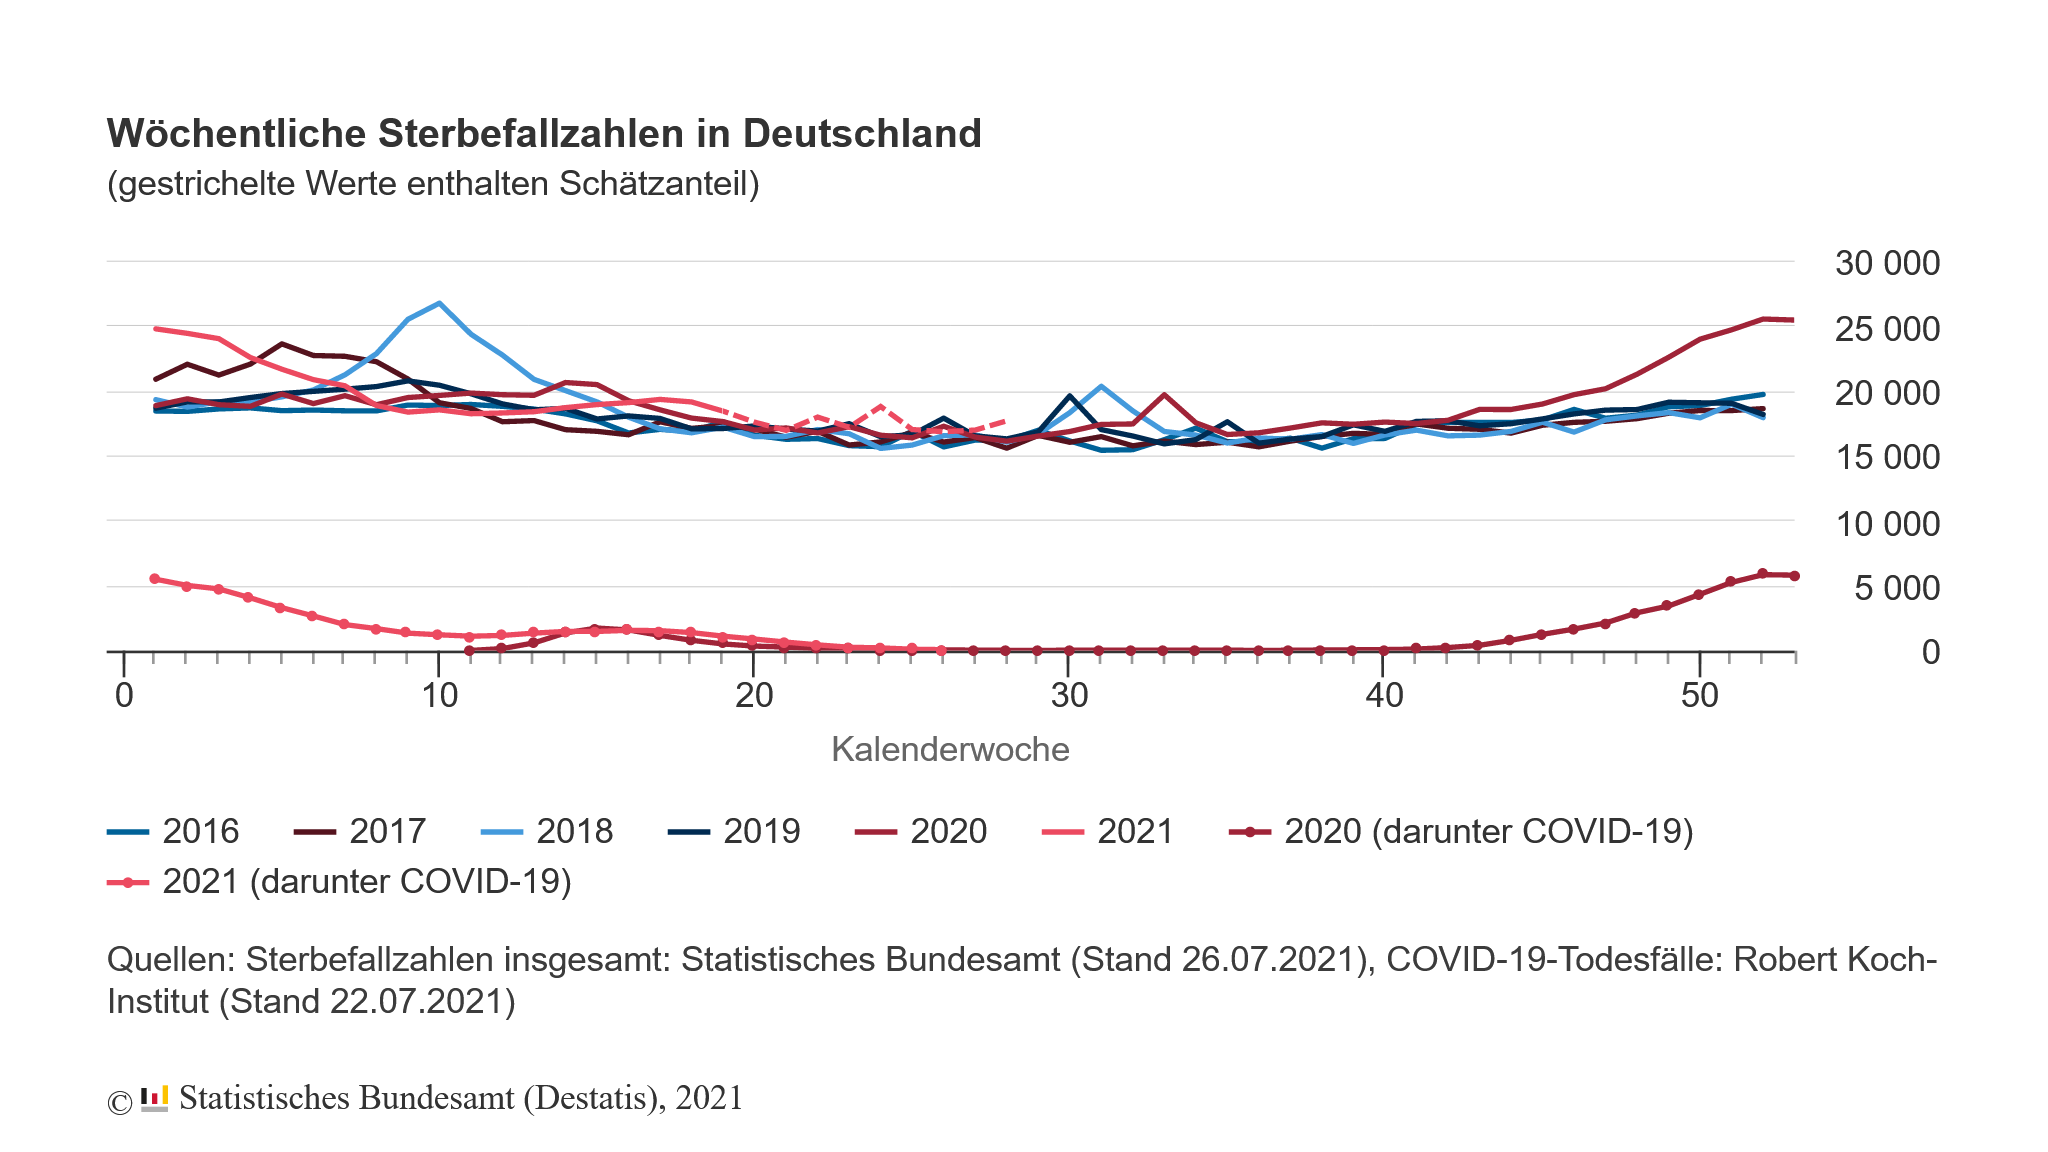 Wöchentliche Sterbefallzahlen in Deutschland
(gestrichelte Werte enthalten Schätzanteil)
30 000
25 000
20 000
15 000
10 000
5 000
0
0 10 20 30 40 50
Kalenderwoche
2016 2017 2018 2019 2020 2021 2020 (darunter COVID-19)
2021 (darunter COVID-19)
Quellen: Sterbefallzahlen insgesamt: Statistisches Bundesamt (Stand 26.07.2021), COVID-19-Todesfälle: Robert Koch-
Institut (Stand 22.07.2021)
© Statistisches Bundesamt (Destatis), 2021